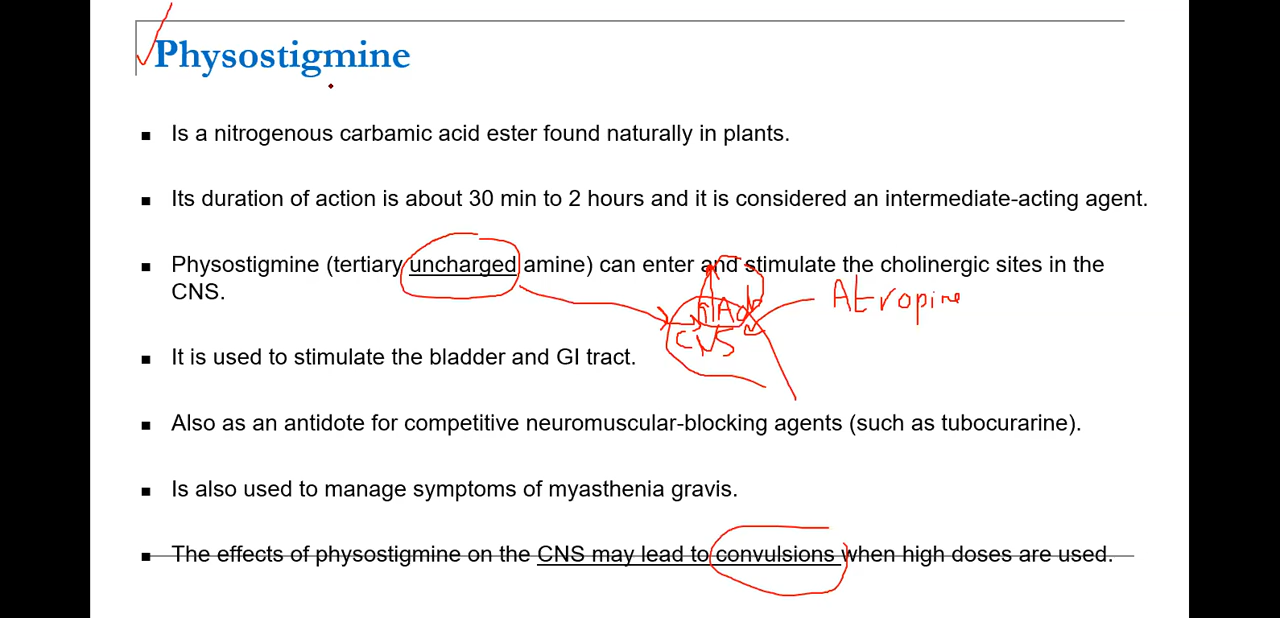 Physostigmine
▪ Is a nitrogenous carbamic acid ester found naturally in plants.
▪ Its duration of action is about 30 min to 2 hours and it is considered an intermediate-acting agent.
▪ Physostigmine (tertiary uncharged amine) can enter and stimulate the cholinergic sites in the
CNS.
Atropine
CNS
▪ It is used to stimulate the bladder and GI tract.
▪ Also as an antidote for competitive neuromuscular-blocking agents (such as tubocurarine).
▪ Is also used to manage symptoms of myasthenia gravis.
▪ The effects of physostigmine on the CNS may lead to convulsions when high doses are used.